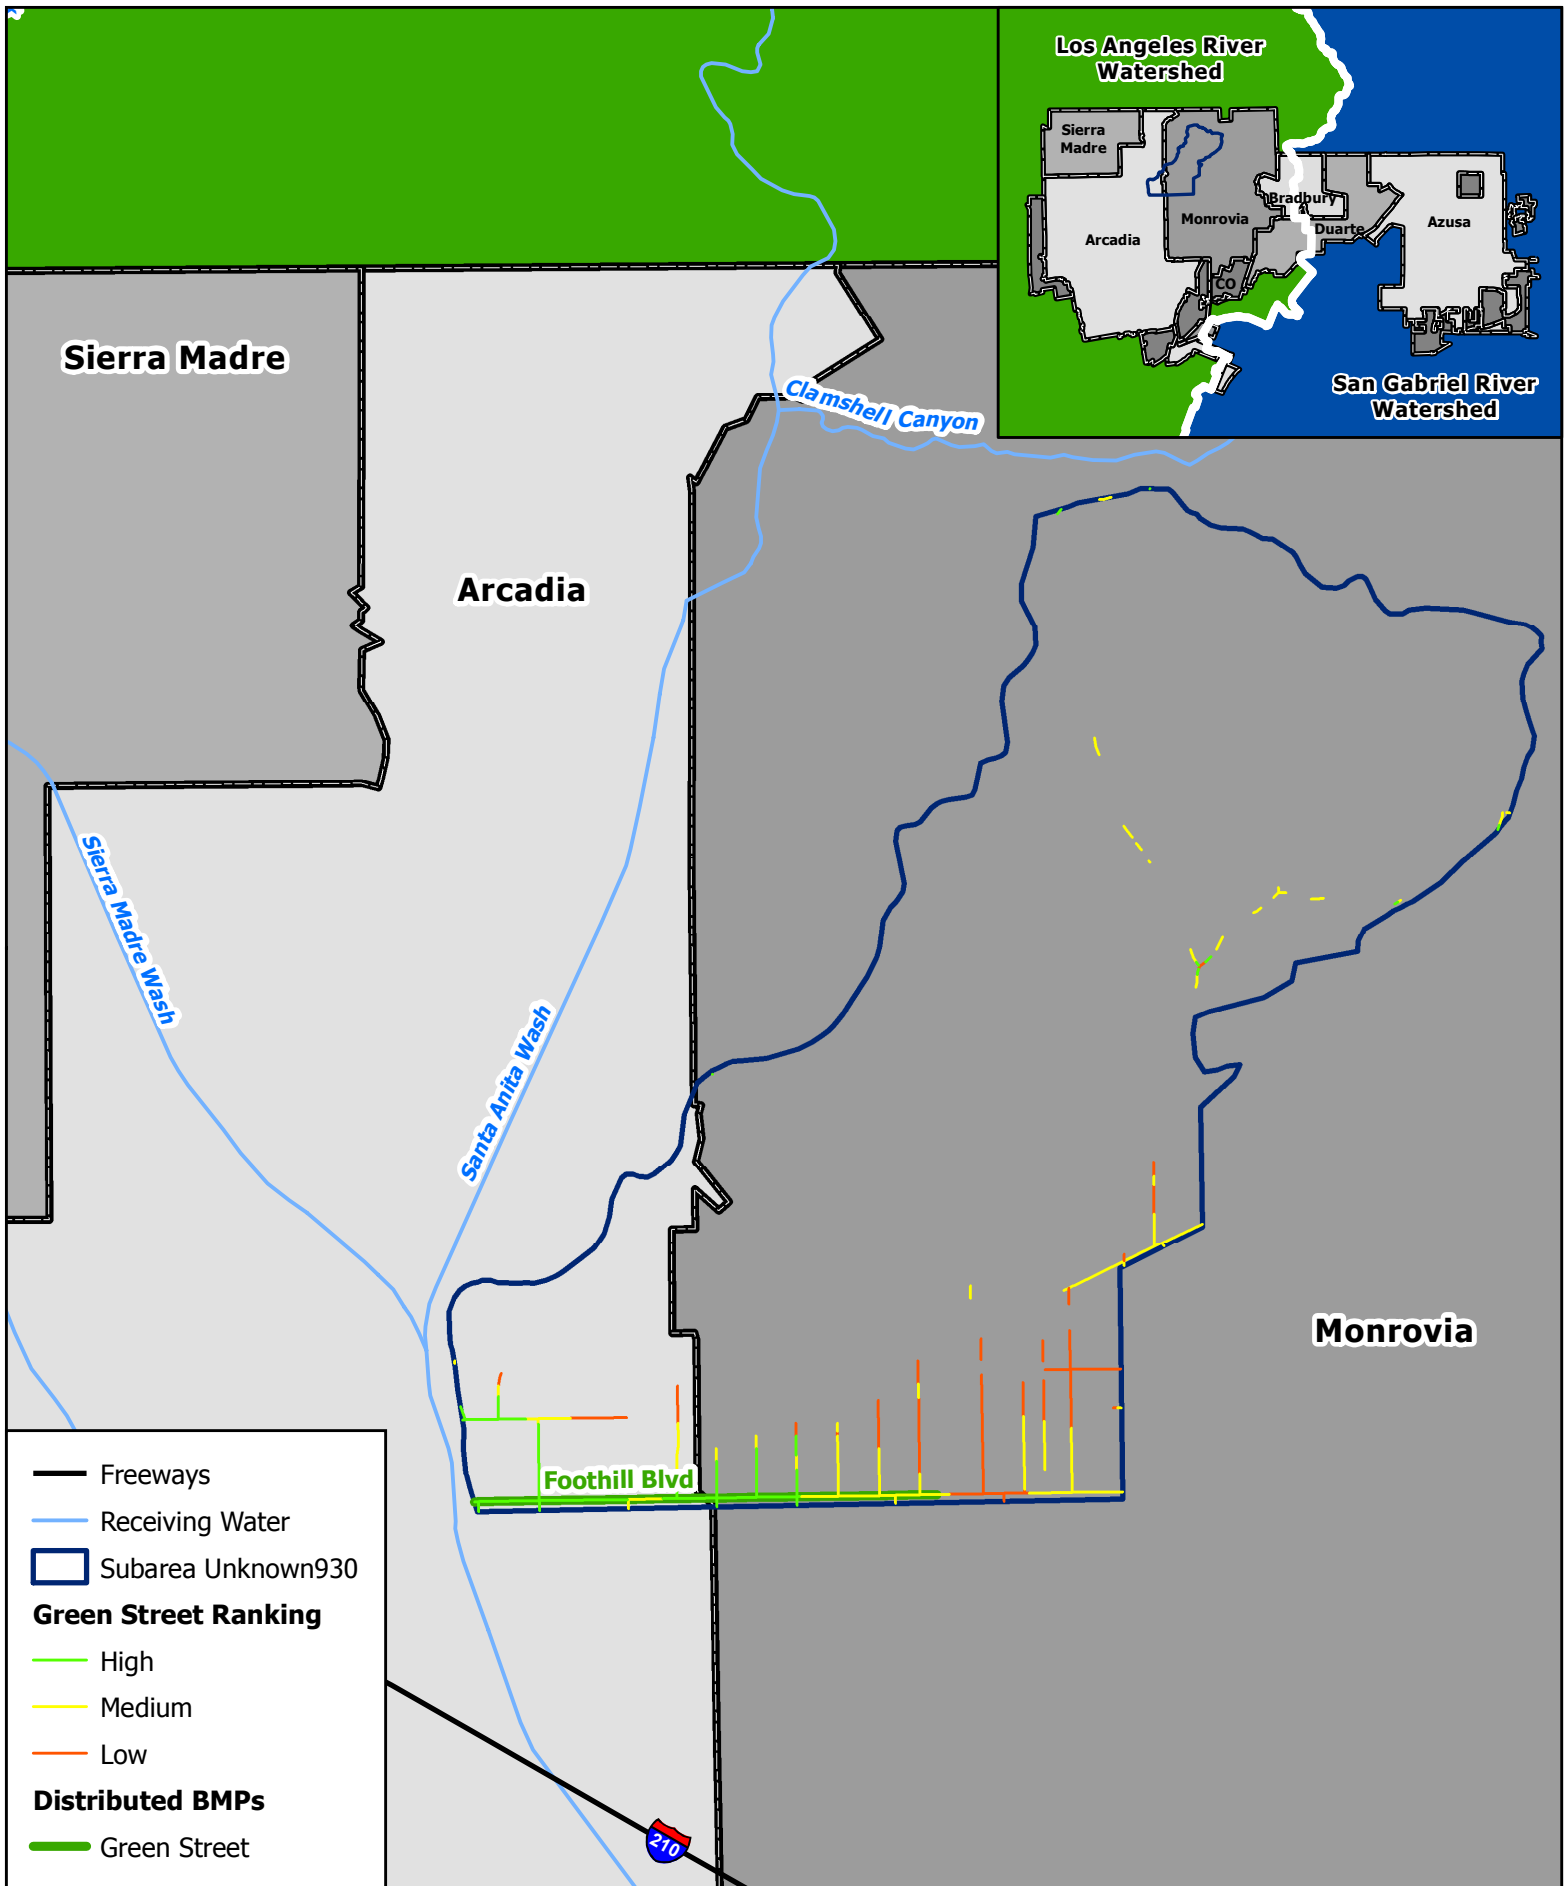 Los Angeles River
Watershed
Sierra
Madre
Bradbury
Monrovia
Duarte
Azusa
Arcadia
CO
San Gabriel River
Watershed
Sierra Madre
Clamshell Canyon
Arcadia
Sierra Madre Wash
Santa Anita Wash
Monrovia
Foothill Blvd
Freeways
Receiving Water
Subarea Unknown930
Green Street Ranking
High
Medium
Low
Distributed BMPs
Green Street
210